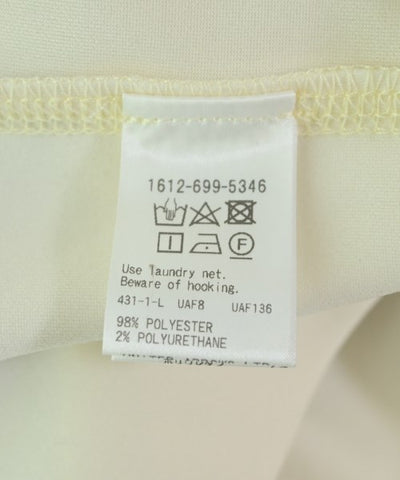 1612-699-5346
Use laundry net.
Beware of hooking.
431-1-L UAF8 UAF136
98% POLYESTER
2% POLYURETHANE